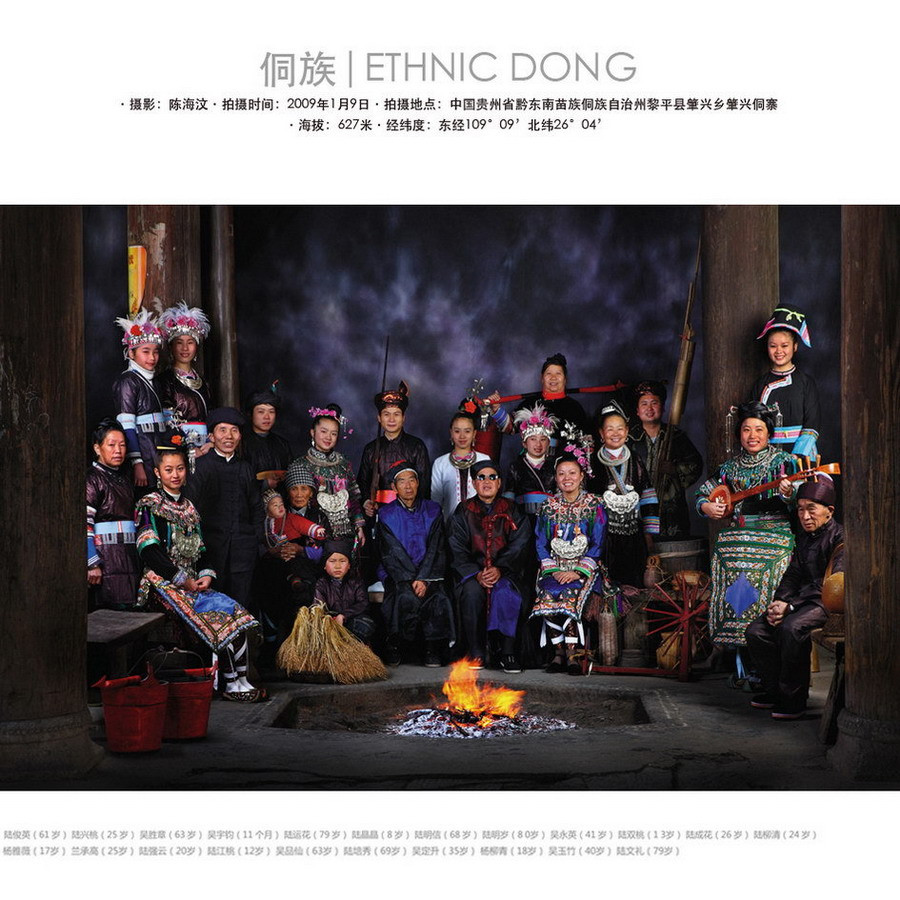 侗族 | ETHNIC DONG
·摄影：陈海汶·拍摄时间：2009年1月9日·拍摄地点：中国贵州省黔东南苗族侗族自治州黎平县肇兴乡肇兴侗寨
·海拔：627米·经纬度：东经109°09’北纬26°04’
陆俊英（61岁） 陆兴桃（25岁） 吴胜章（63岁） 吴宇钧（11个月） 陆运花（79岁） 陆晶晶（8岁） 陆明信（68岁） 陆明岁（80岁） 吴永英（41岁） 陆双桃（13岁） 陆成花（26岁） 陆柳清（24岁）
杨雅薇（17岁） 兰承高（25岁） 陆强云（20岁） 陆江桃（12岁） 吴品仙（63岁） 陆培秀（69岁） 吴定升（35岁） 杨柳青（18岁） 吴玉竹（40岁） 陆文礼（79岁）